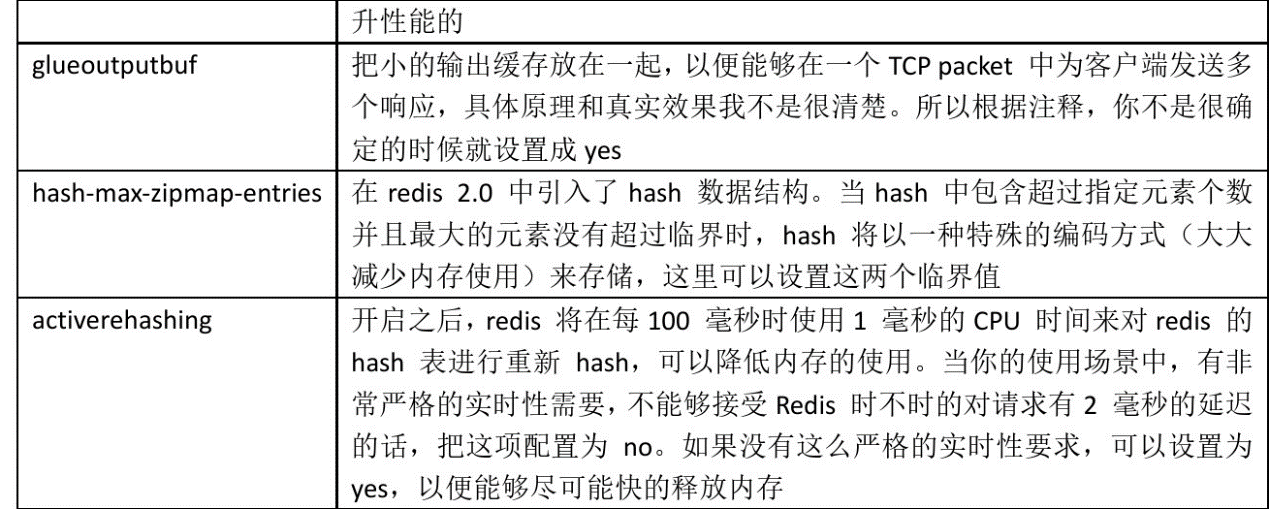 升性能的
glueoutputbuf
把小的输出缓存放在一起，以便能够在一个 TCP packet 中为客户端发送多
个响应，具体原理和真实效果我不是很清楚。所以根据注释，你不是很确
定的时候就设置成 yes
hash-max-zipmap-entries
在 redis 2.0 中引入了 hash 数据结构。当 hash 中包含超过指定元素个数
并且最大的元素没有超过临界时，hash 将以一种特殊的编码方式（大大
减少内存使用）来存储，这里可以设置这两个临界值
activerehashing
开启之后，redis 将在每 100 毫秒时使用 1 毫秒的 CPU 时间来对 redis 的
hash 表进行重新 hash，可以降低内存的使用。当你的使用场景中，有非
常严格的实时性需要，不能够接受 Redis 时不时的对请求有 2 毫秒的延迟
的话，把这项配置为 no。如果没有这么严格的实时性要求，可以设置为
yes，以便能够尽可能快的释放内存